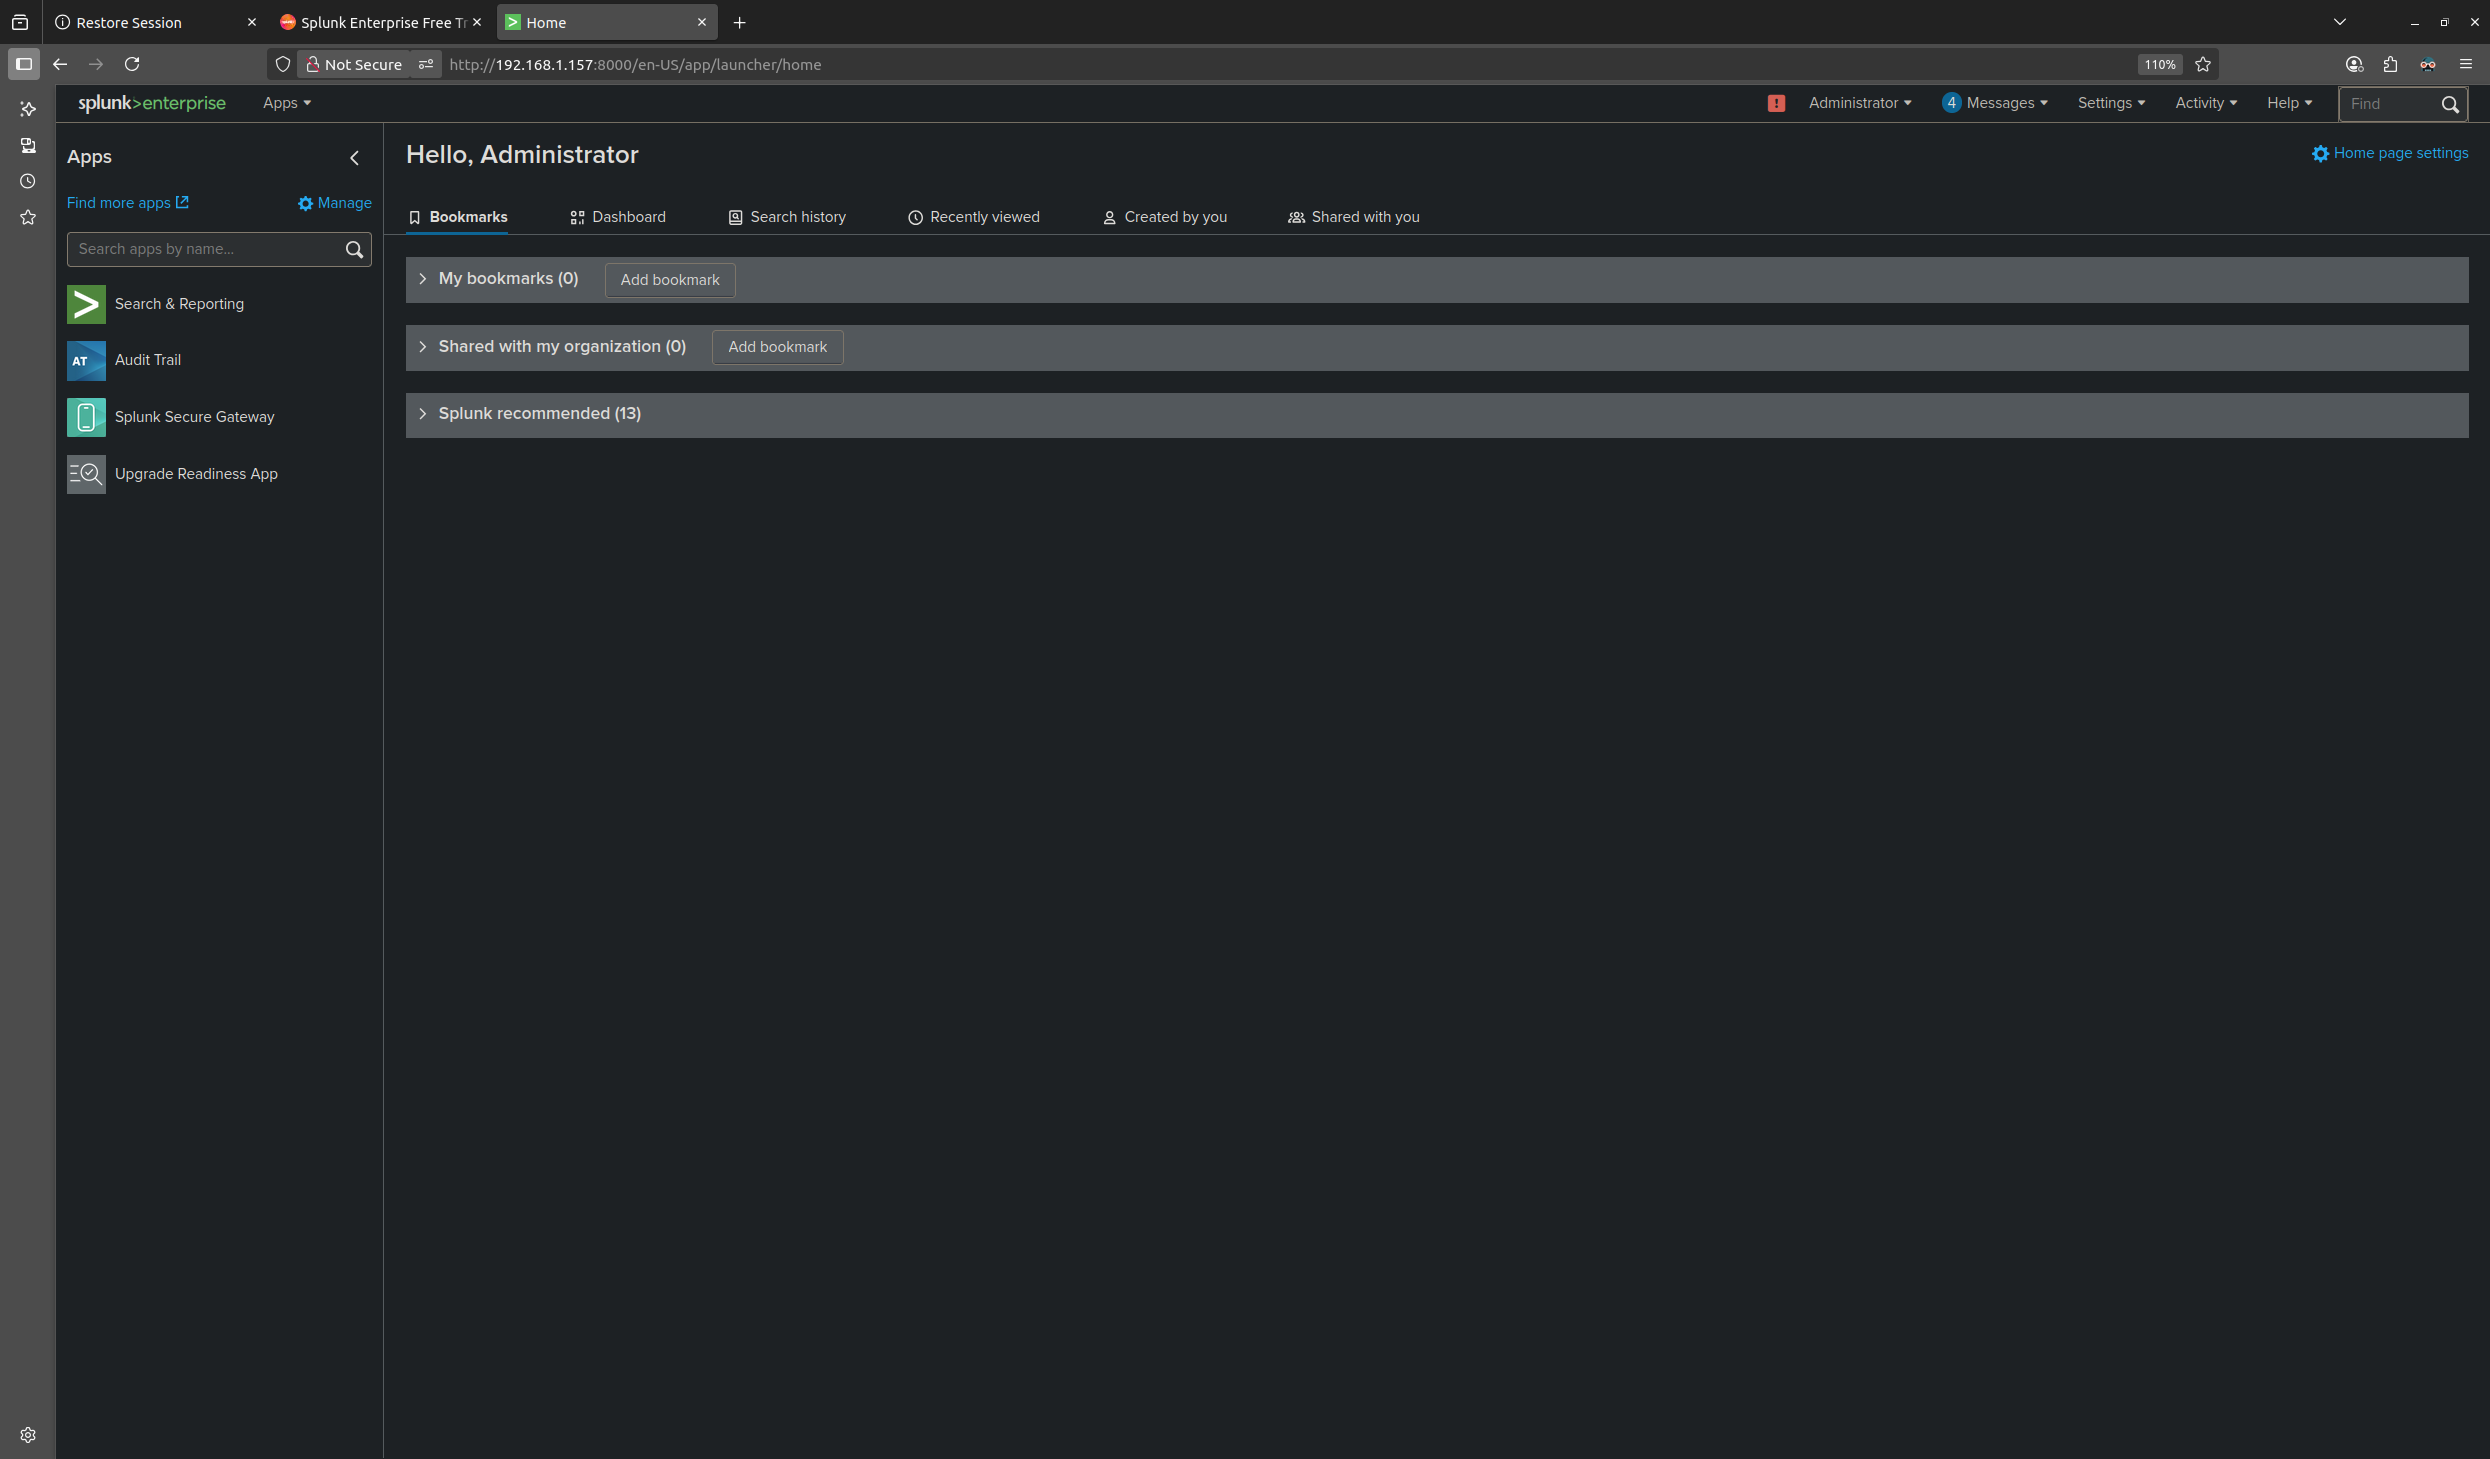 Restore Session
Splunk Enterprise Free Tr
Home
Not Secure
http://192.168.1.157:8000/en-US/app/launcher/home
110%
splunk>enterprise
Apps
!
Administrator
4 Messages
Settings
Activity
Help
Find
Apps
Find more apps
Manage
Search apps by name...
Search & Reporting
AT
Audit Trail
Splunk Secure Gateway
Upgrade Readiness App
Hello, Administrator
Home page settings
Bookmarks
Dashboard
Search history
Recently viewed
Created by you
Shared with you
My bookmarks (0)
Add bookmark
Shared with my organization (0)
Add bookmark
Splunk recommended (13)